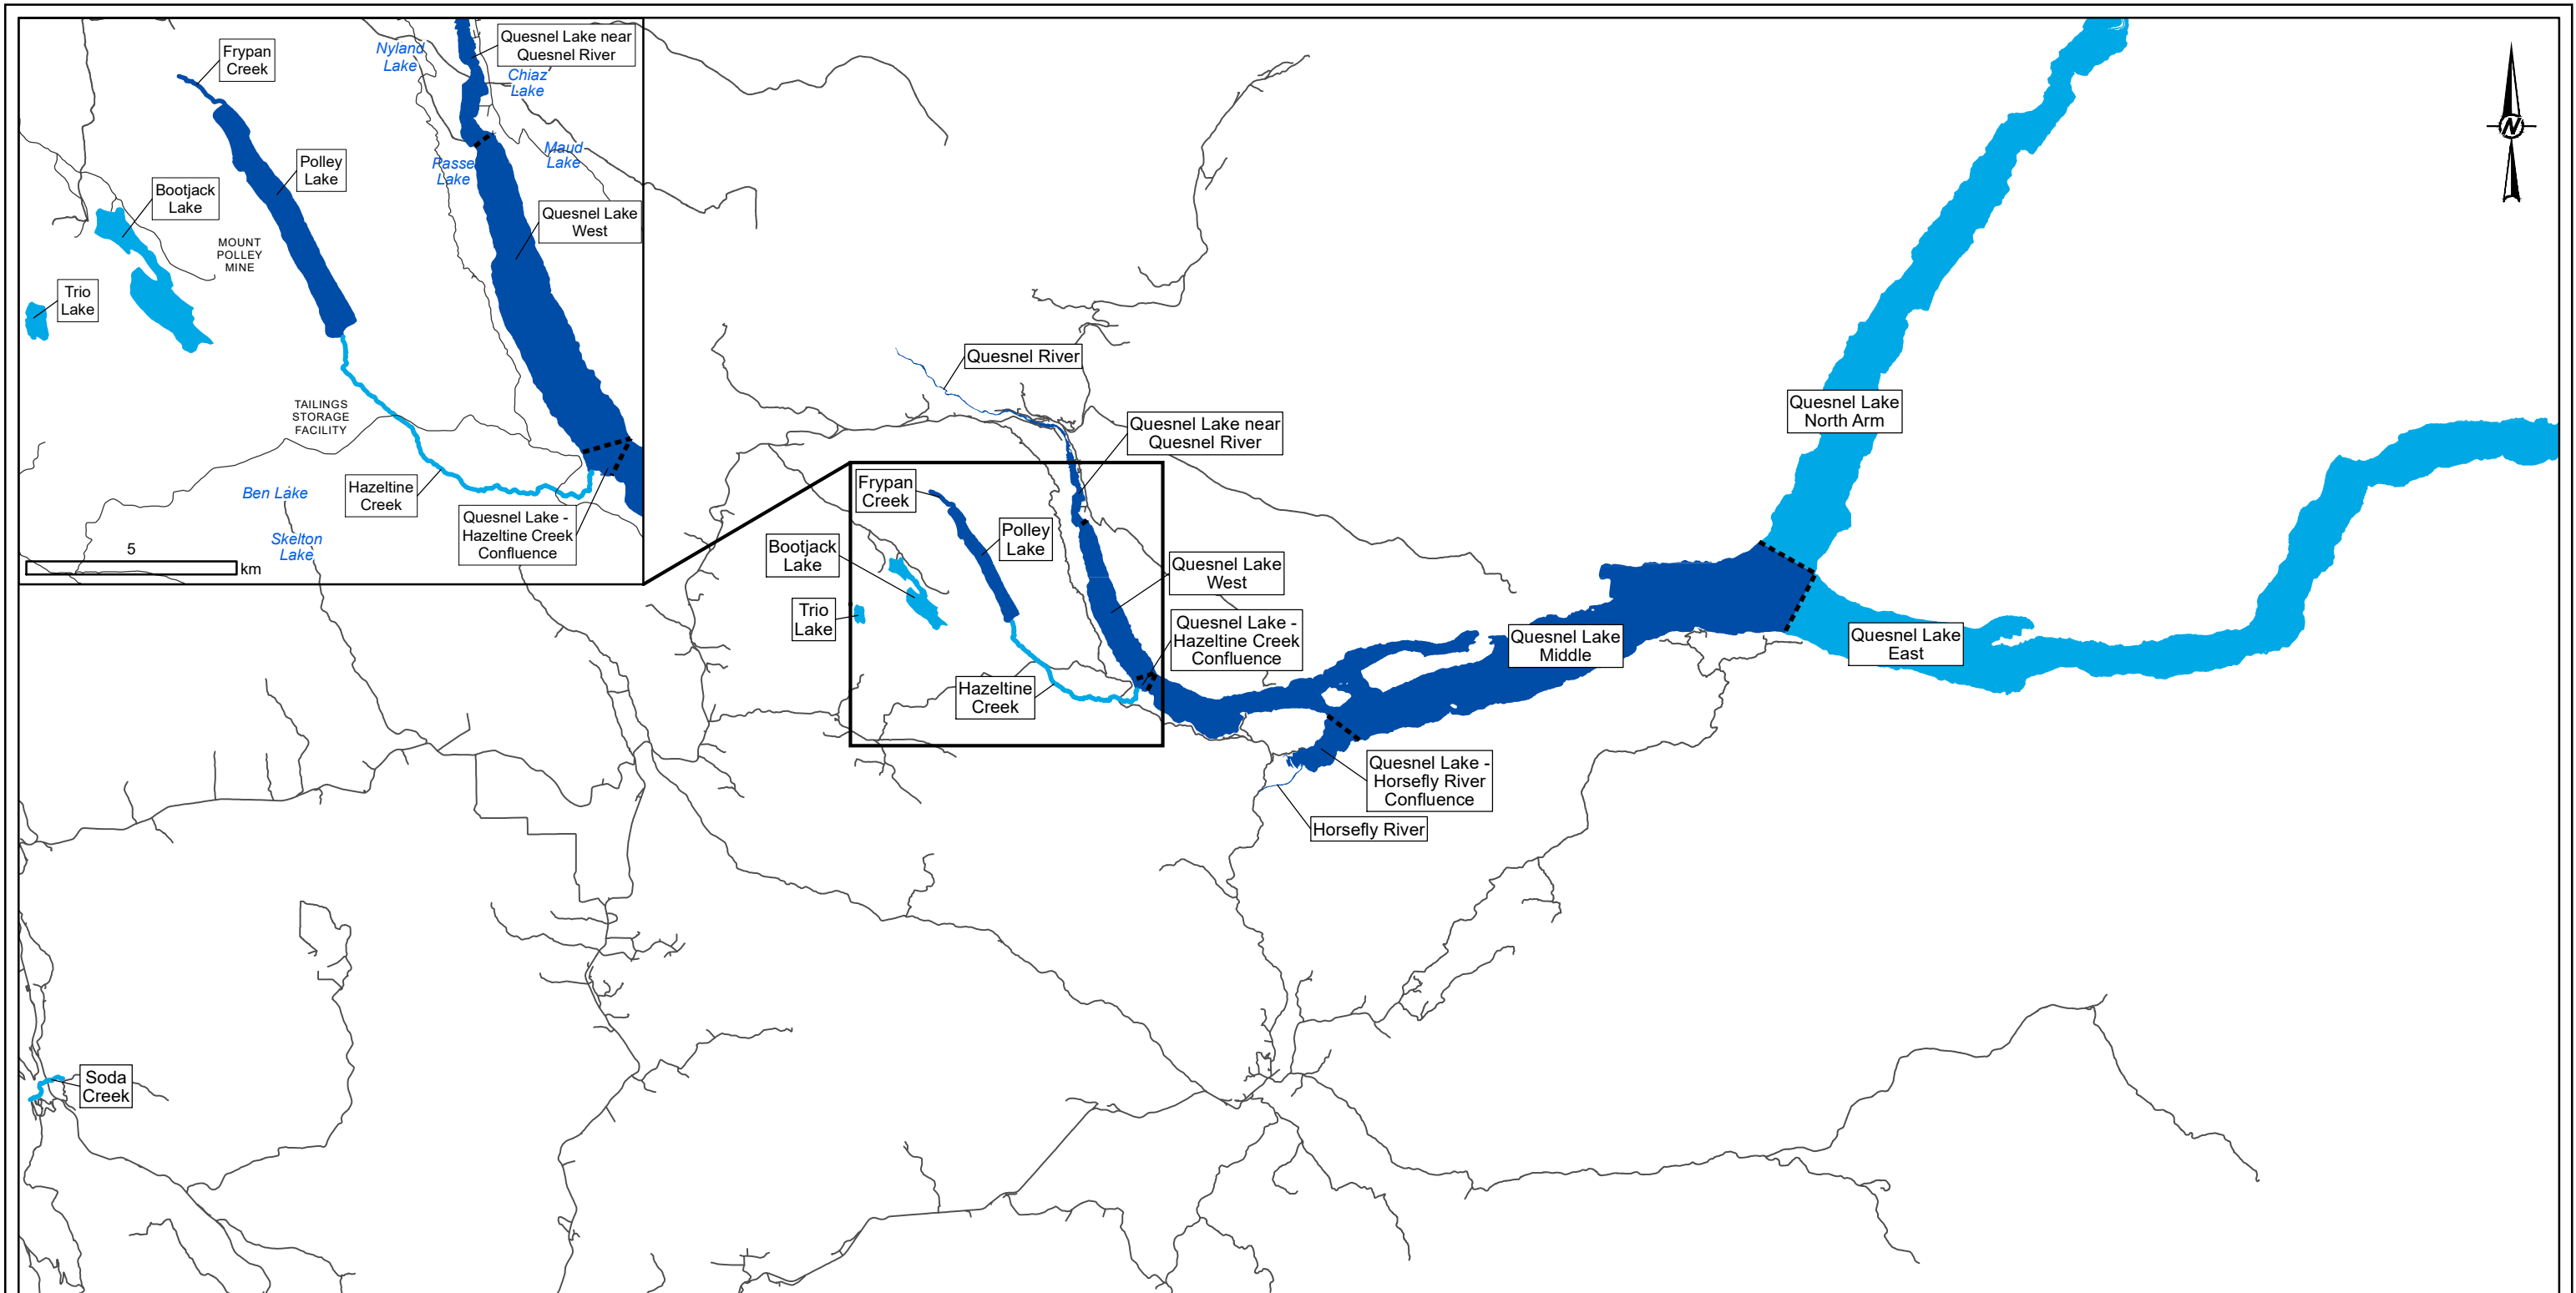 Frypan
Creek
Nyland
Lake
Quesnel Lake near
Quesnel River
Chiaz
Lake
Polley
Lake
Passe
Lake
Maud
Lake
Bootjack
Lake
Quesnel Lake
West
MOUNT
POLLEY
MINE
Trio
Lake
TAILINGS
STORAGE
FACILITY
Hazeltine
Creek
Ben Lake
Skelton
Lake
Quesnel Lake -
Hazeltine Creek
Confluence
5
km
N
Quesnel River
Quesnel Lake near
Quesnel River
Quesnel Lake
North Arm
Frypan
Creek
Polley
Lake
Bootjack
Lake
Quesnel Lake
West
Trio
Lake
Quesnel Lake -
Hazeltine Creek
Confluence
Quesnel Lake
Middle
Quesnel Lake
East
Hazeltine
Creek
Quesnel Lake -
Horsefly River
Confluence
Horsefly River
Soda
Creek